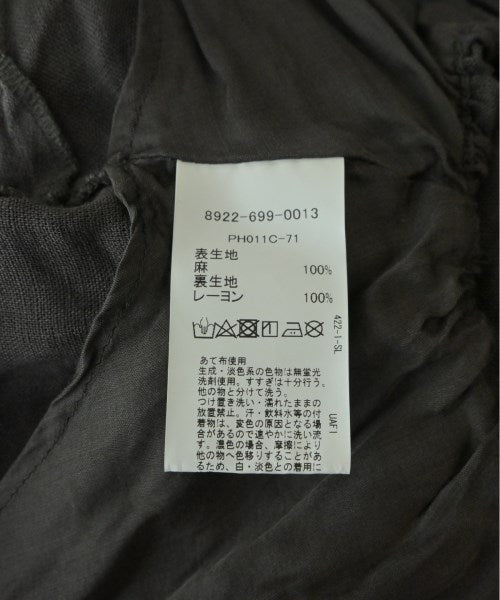 8922-699-0013
PH011C-71
表生地
麻 100%
裏生地
レーヨン 100%
422-1-SL
あて布使用
生成・淡色系の色物は無蛍光
洗剤使用。すすぎは十分行う。
他の物と分けて洗う。
つけ置き洗い・濡れたままの
放置禁止。汗・飲料水等の付
着物は、変色の原因となる場
合があるので速やかに洗い流
す。濃色の場合、摩擦により
他の物へ色移りすることがあ
るため、白・淡色との着用に
UAF I